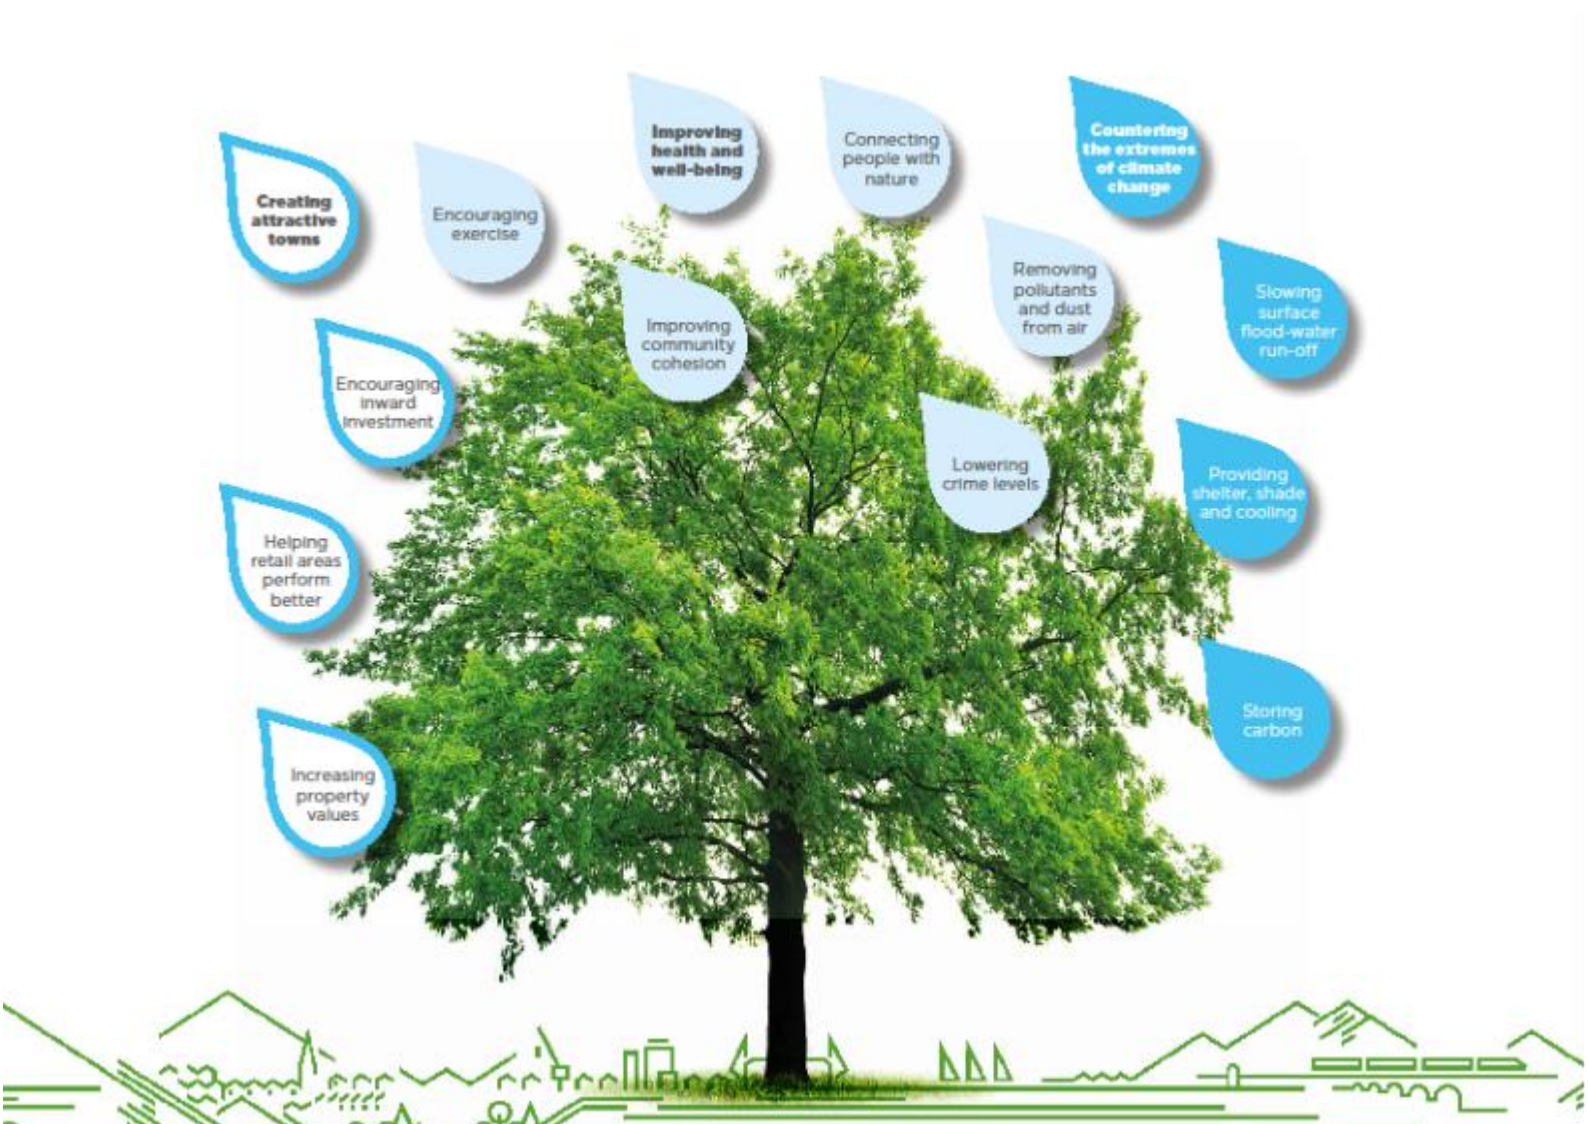 Creating
attractive
towns
Encouraging
exercise
Improving
health and
well-being
Connecting
people with
nature
Countering
the extremes
of climate
change
Removing
pollutants
and dust
from air
Slowing
surface
flood-water
run-off
Improving
community
cohesion
Encouraging
inward
investment
Lowering
crime levels
Providing
shelter, shade
and cooling
Helping
retail areas
perform
better
Storing
carbon
Increasing
property
values